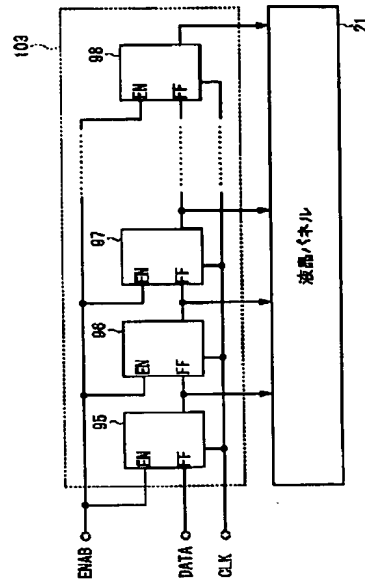 103
21
98
EN
FF
97
EN
FF
96
EN
FF
95
EN
FF
液晶パネル
ENAB
DATA
CLK